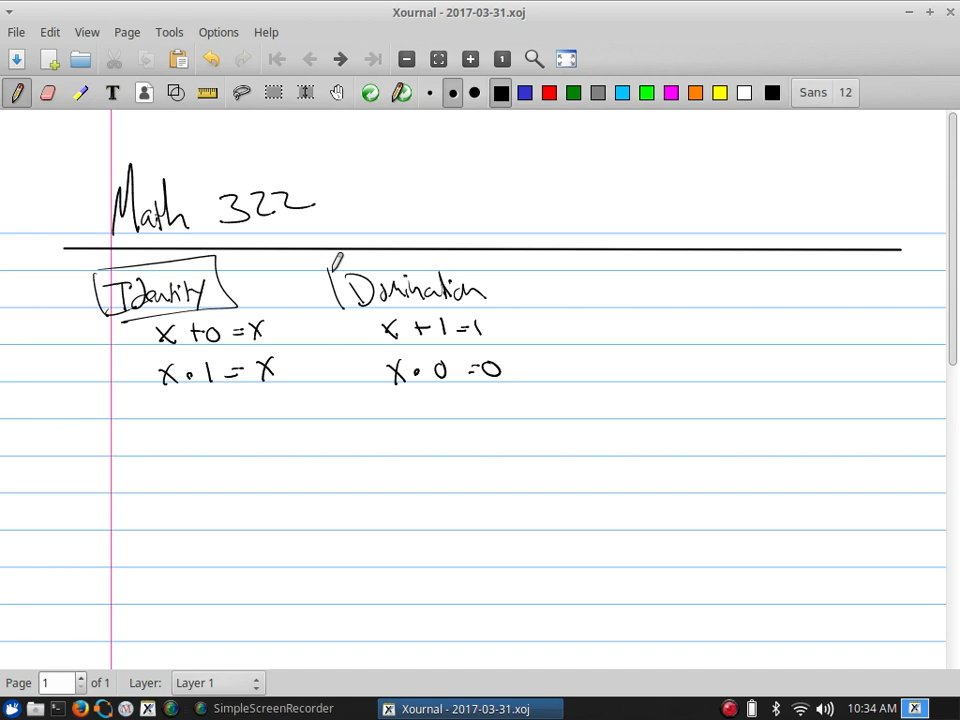 Xournal - 2017-03-31.xoj
File Edit View Page Tools Options Help
Sans 12
Math 322
Identity Domination
x + 0 = x x + 1 = 1
x • 1 = x x • 0 = 0
Page 1 of 1 Layer: Layer 1
SimpleScreenRecorder Xournal - 2017-03-31.xoj 10:34 AM